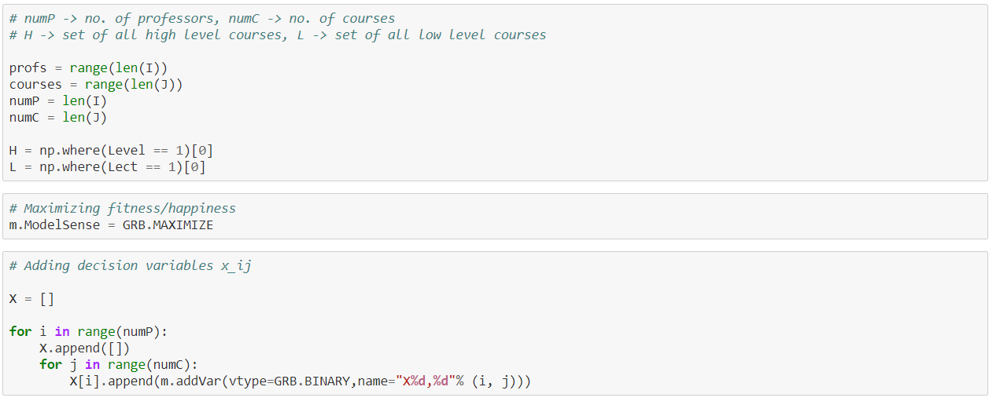 # numP -> no. of professors, numC -> no. of courses
# H -> set of all high level courses, L -> set of all low level courses
profs = range(len(I))
courses = range(len(J))
numP = len(I)
numC = len(J)
H = np.where(Level == 1)[0]
L = np.where(Lect == 1)[0]
# Maximizing fitness/happiness
m.ModelSense = GRB.MAXIMIZE
# Adding decision variables x_ij
X = []
for i in range(numP):
    X.append([])
    for j in range(numC):
        X[i].append(m.addVar(vtype=GRB.BINARY,name="X%d,%d"% (i, j)))